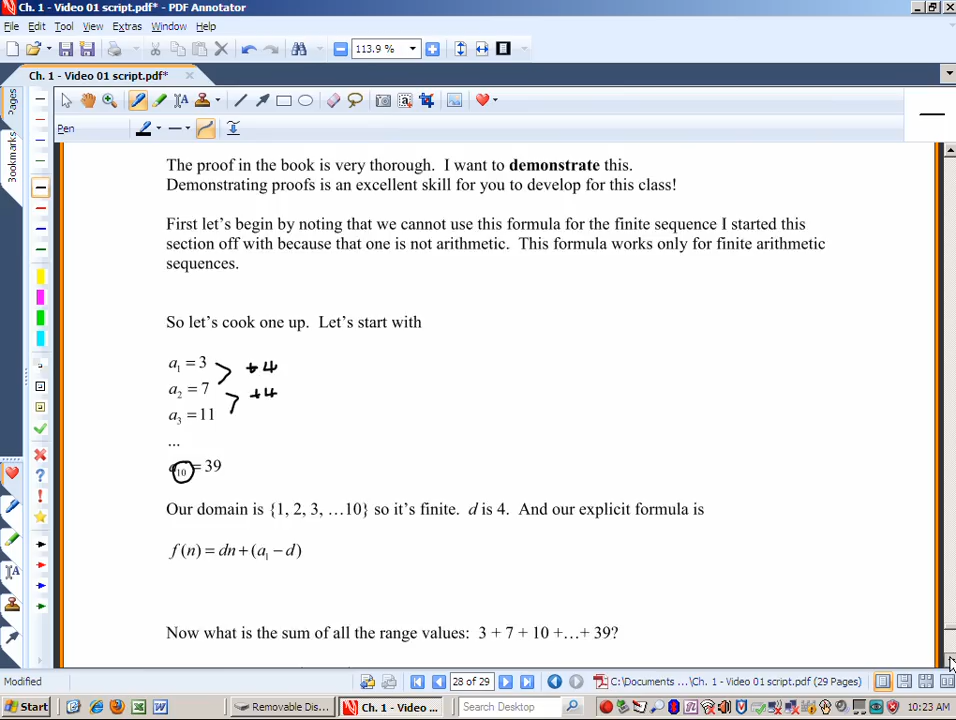 Ch. 1 - Video 01 script.pdf* - PDF Annotator
File Edit Tool View Extras Window Help
113.9 %
Ch. 1 - Video 01 script.pdf*
Pages
Bookmarks
Pen
The proof in the book is very thorough. I want to demonstrate this.
Demonstrating proofs is an excellent skill for you to develop for this class!
First let's begin by noting that we cannot use this formula for the finite sequence I started this
section off with because that one is not arithmetic. This formula works only for finite arithmetic
sequences.
So let's cook one up. Let's start with
a₁ = 3
+4
a₂ = 7
+4
a₃ = 11
...
a₁₀ = 39
Our domain is {1, 2, 3, …10} so it's finite. d is 4. And our explicit formula is
f(n) = dn + (a₁ − d)
Now what is the sum of all the range values: 3 + 7 + 10 +…+ 39?
Modified
28 of 29
C:\Documents ...\Ch. 1 - Video 01 script.pdf (29 Pages)
Start
Removable Dis...
Ch. 1 - Video ...
Search Desktop
10:23 AM